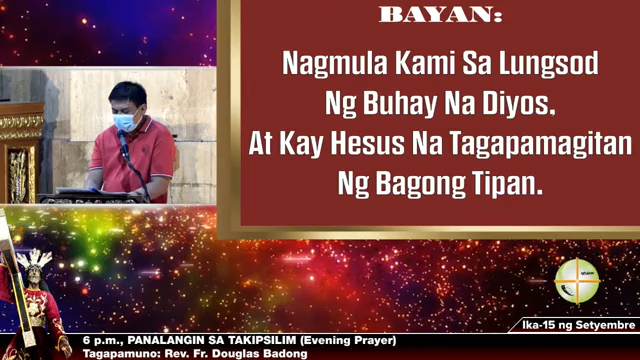 BAYAN:
Nagmula Kami Sa Lungsod
Ng Buhay Na Diyos,
At Kay Hesus Na Tagapamagitan
Ng Bagong Tipan.
Ika-15 ng Setyembre
6 p.m., PANALANGIN SA TAKIPSILIM (Evening Prayer)
Tagapamuno: Rev. Fr. Douglas Badong